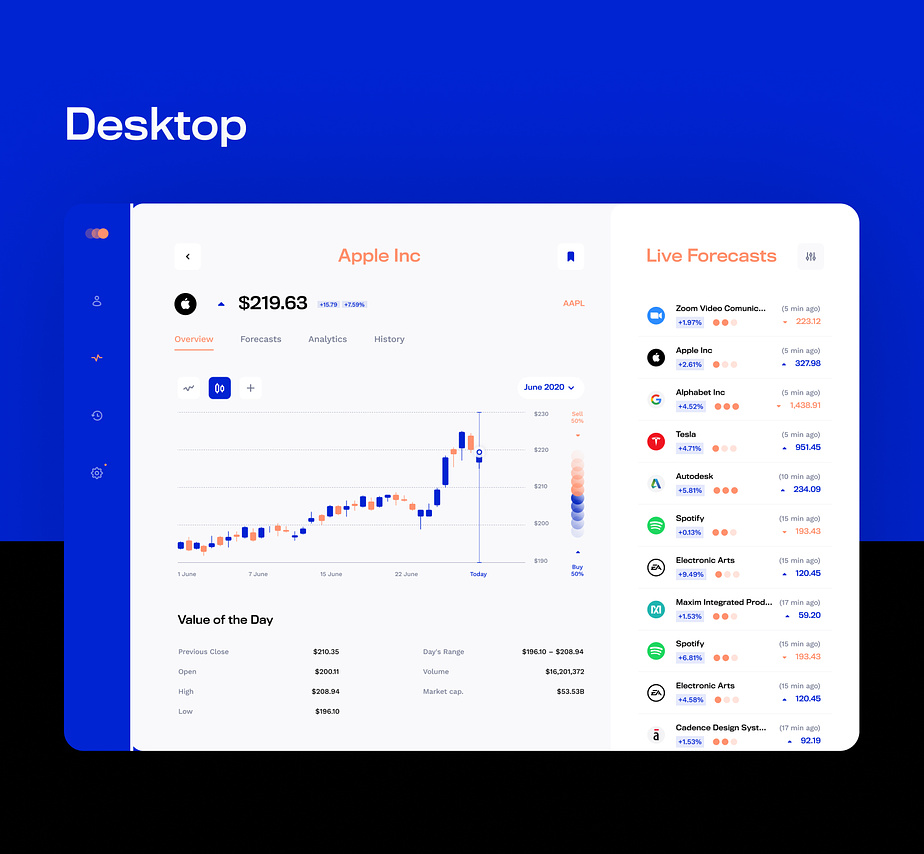 Desktop
Apple Inc
$219.63 +15.79 +7.59%
AAPL
Overview Forecasts Analytics History
June 2020
$230
$220
$210
$200
$190
Sell
50%
Buy
50%
1 June 7 June 15 June 22 June Today
Value of the Day
Previous Close $210.35
Open $200.11
High $208.94
Low $196.10
Day's Range $196.10 – $208.94
Volume $16,201,372
Market cap. $53.53B
Live Forecasts
Zoom Video Comunic... (5 min ago)
+1.97% 223.12
Apple Inc (5 min ago)
+2.61% 327.98
Alphabet Inc (5 min ago)
+4.52% 1,438.91
Tesla (5 min ago)
+4.71% 951.45
Autodesk (10 min ago)
+5.81% 234.09
Spotify (15 min ago)
+0.13% 193.43
Electronic Arts (15 min ago)
+9.49% 120.45
Maxim Integrated Prod... (17 min ago)
+1.53% 59.20
Spotify (15 min ago)
+6.81% 193.43
Electronic Arts (15 min ago)
+4.58% 120.45
Cadence Design Syst... (17 min ago)
+1.53% 92.19